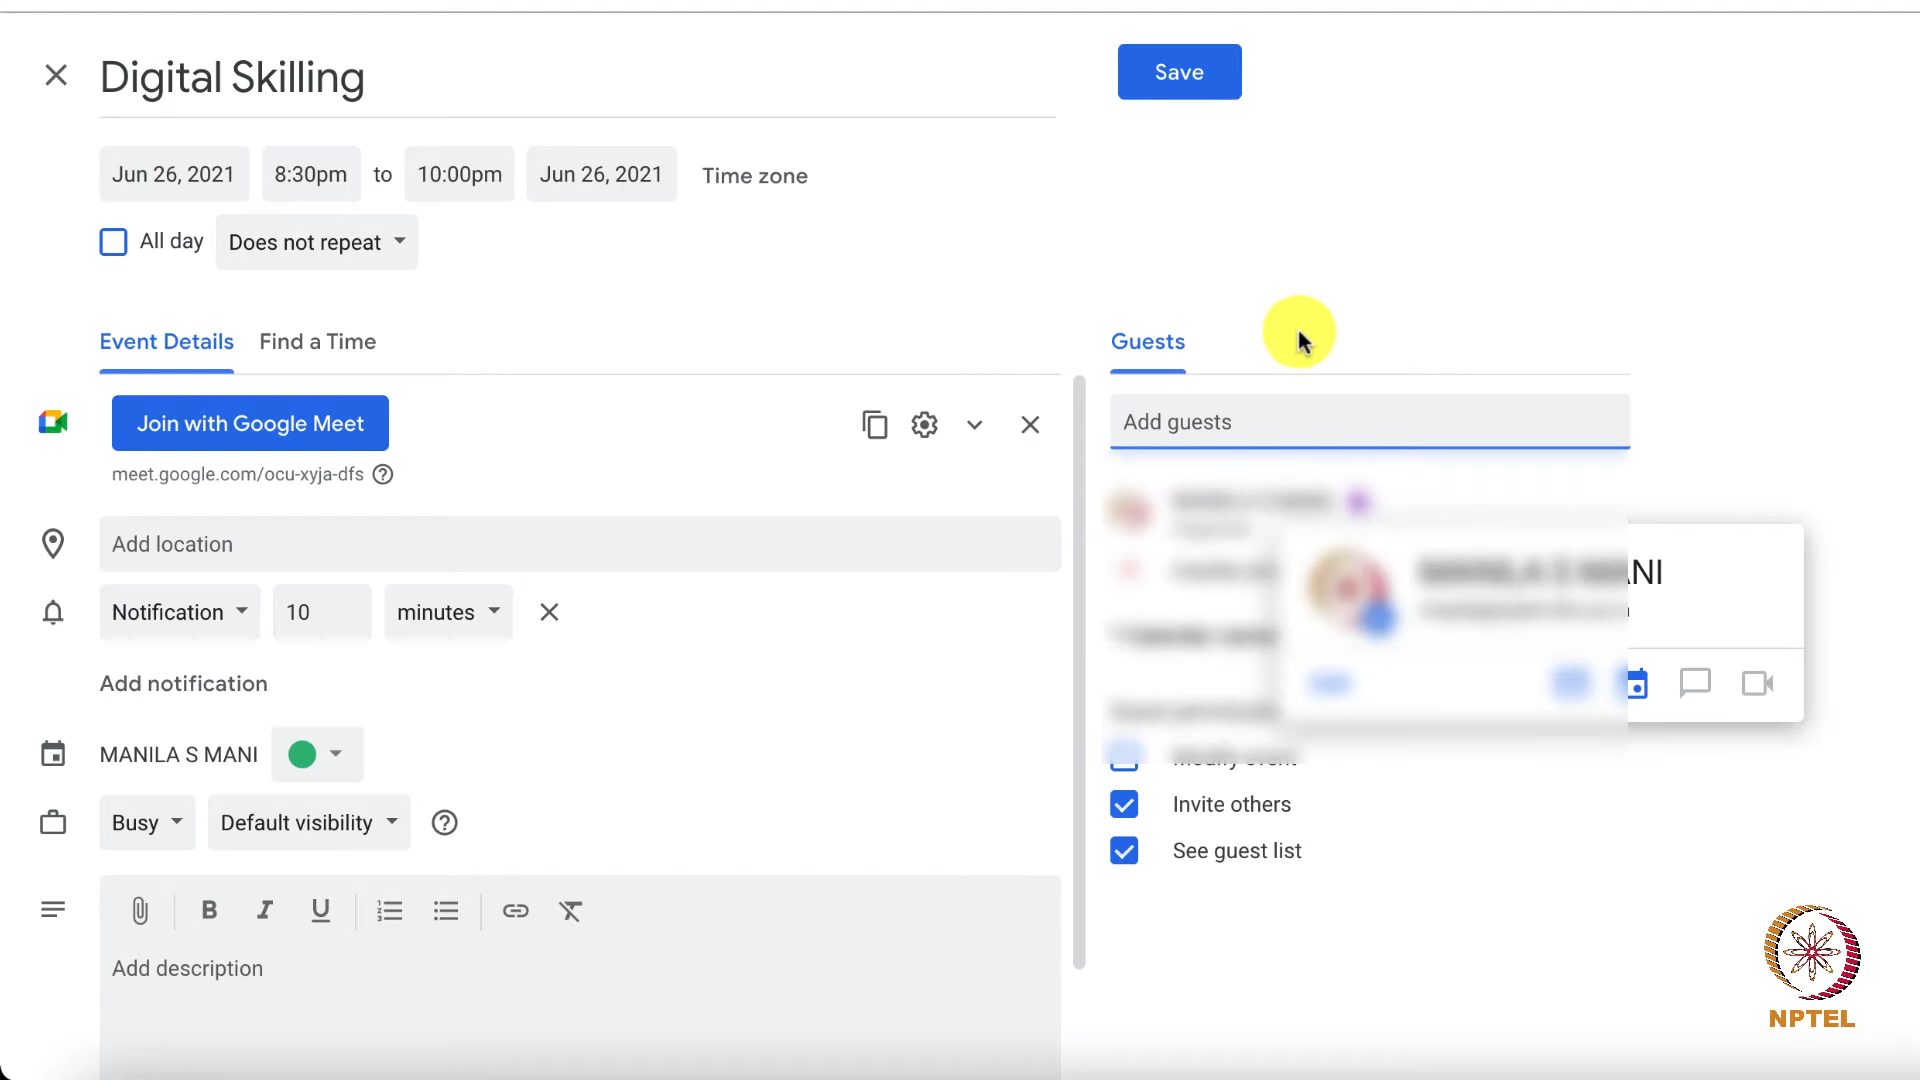 Digital Skilling
Save
Jun 26, 2021 8:30pm to 10:00pm Jun 26, 2021 Time zone
All day Does not repeat
Event Details Find a Time
Guests
Join with Google Meet
Add guests
meet.google.com/ocu-xyja-dfs
Add location
NI
Notification 10 minutes
Add notification
MANILA S MANI
Modify event
Invite others
Busy Default visibility
See guest list
B I U
Add description
NPTEL